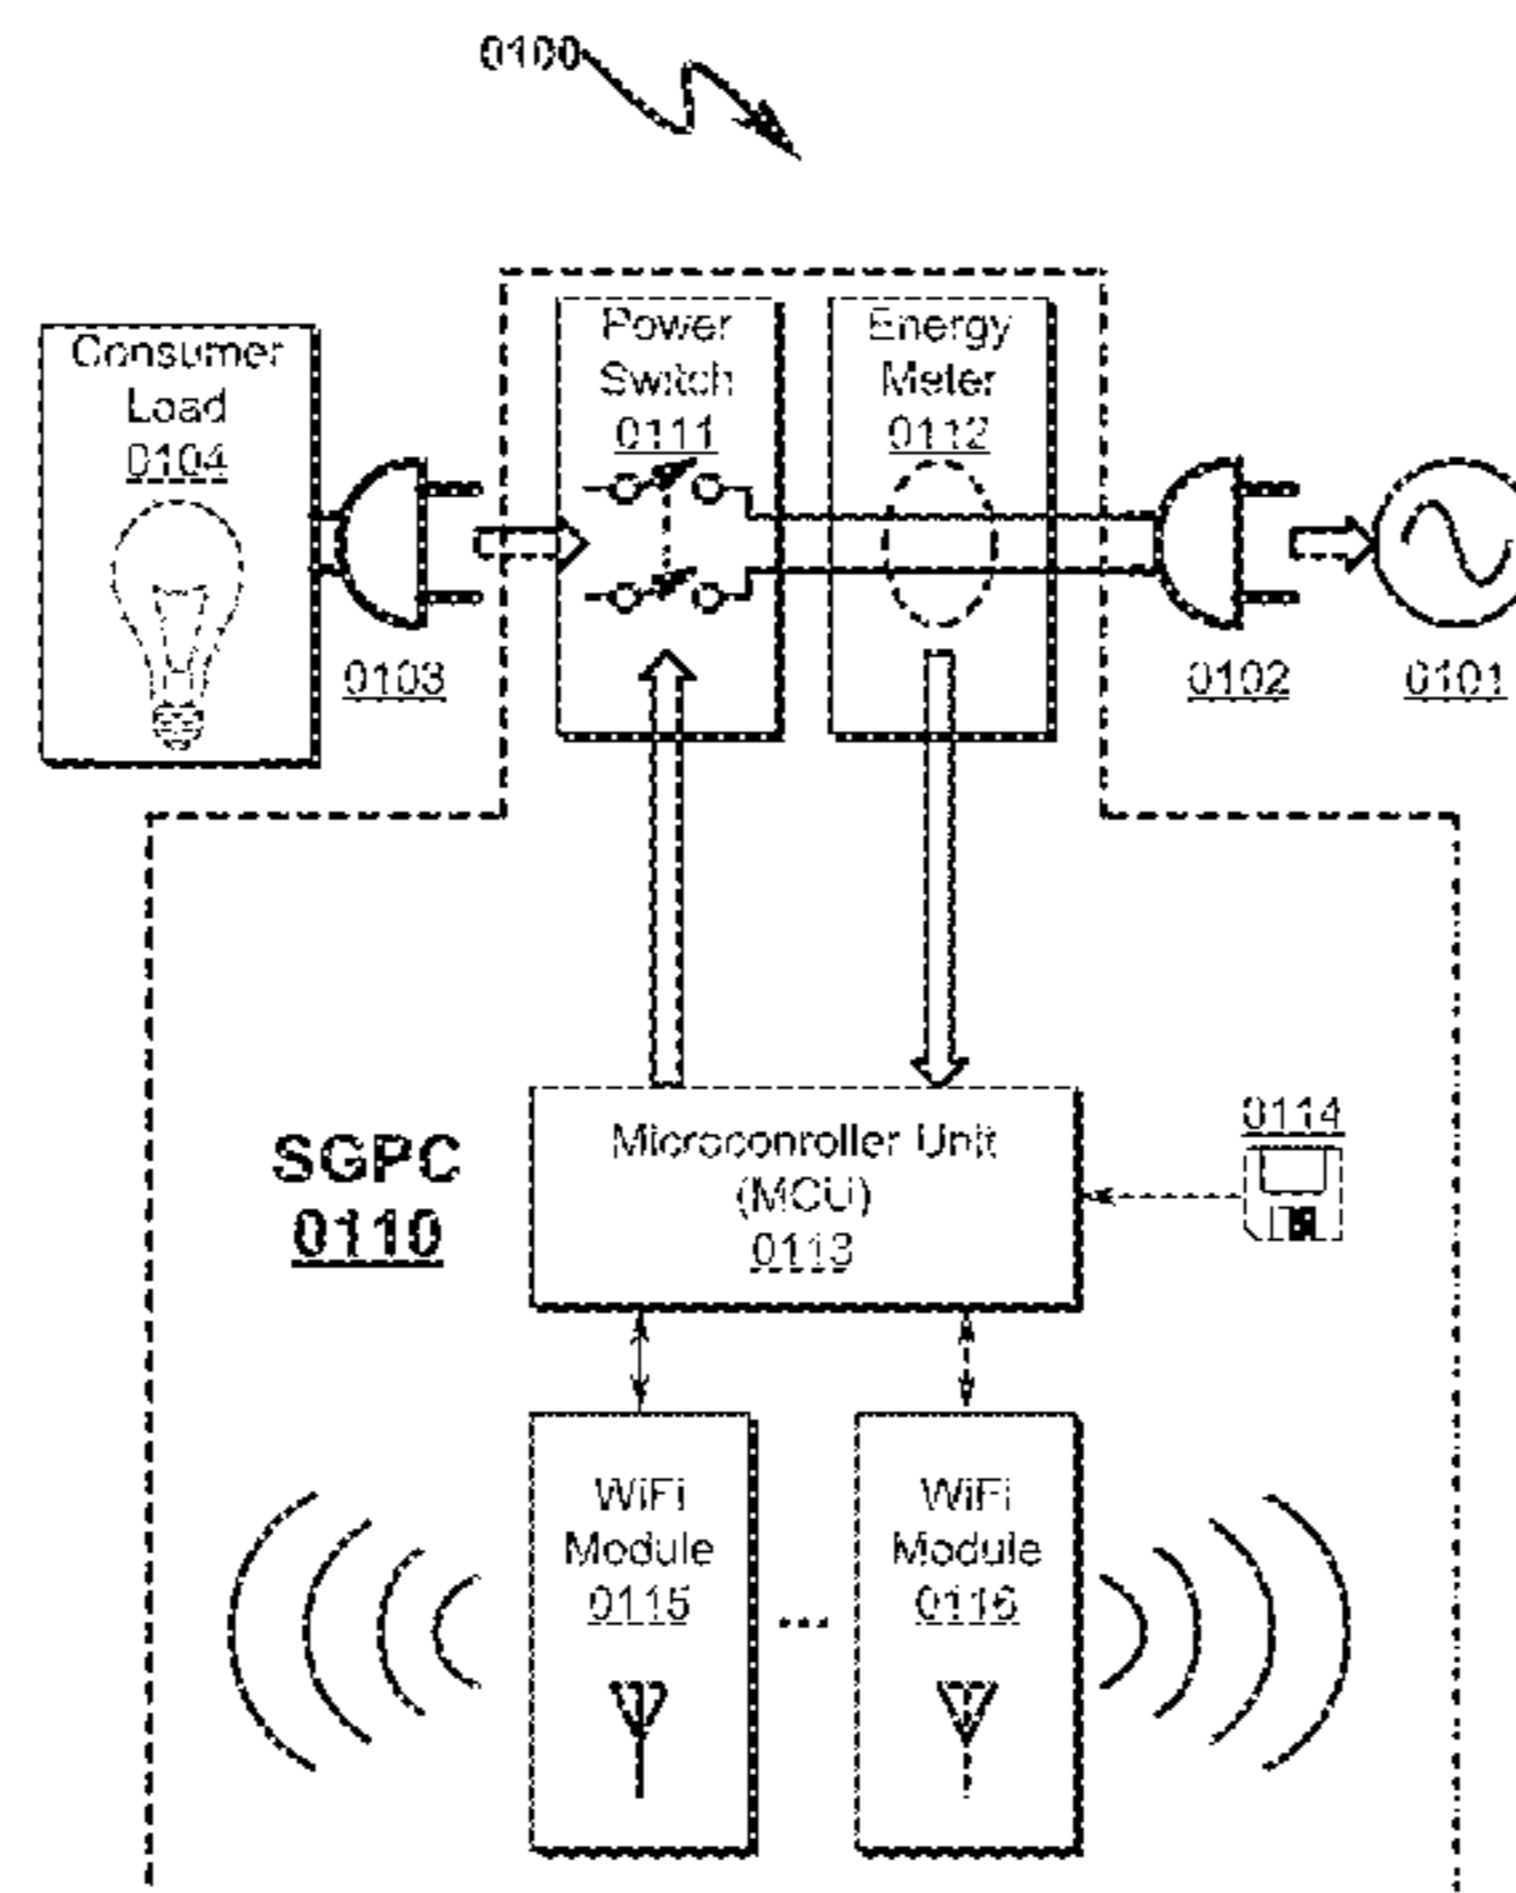 0100
Consumer
Load
0104
Power
Switch
0111
Energy
Meter
0112
0103
0102
0101
SGPC
0110
Microconroller Unit
(MCU)
0113
0114
WiFi
Module
0115
...
WiFi
Module
0116